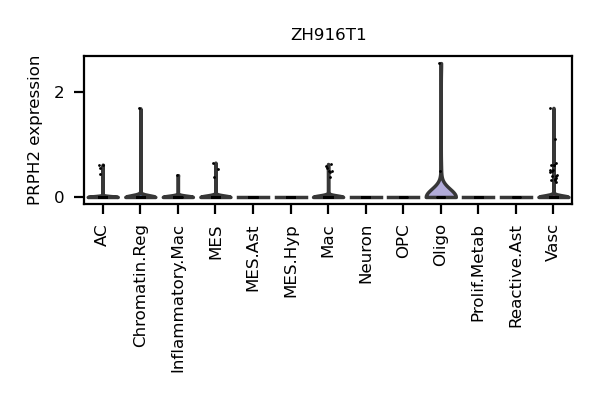 ZH916T1
PRPH2 expression
2
0
AC
Chromatin.Reg
Inflammatory.Mac
MES
MES.Ast
MES.Hyp
Mac
Neuron
OPC
Oligo
Prolif.Metab
Reactive.Ast
Vasc